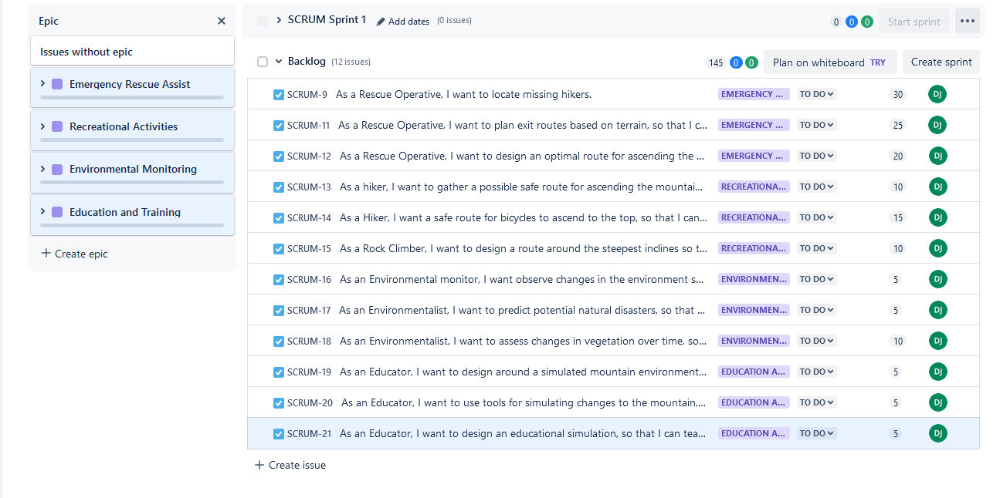 Epic
Issues without epic
Emergency Rescue Assist
Recreational Activities
Environmental Monitoring
Education and Training
Create epic
SCRUM Sprint 1 Add dates (0 issues) 0 0 0 Start sprint
Backlog (12 issues) 145 0 0 Plan on whiteboard TRY Create sprint
SCRUM-9 As a Rescue Operative, I want to locate missing hikers. EMERGENCY ... TO DO 30 DJ
SCRUM-11 As a Rescue Operative, I want to plan exit routes based on terrain, so that I c... EMERGENCY ... TO DO 25 DJ
SCRUM-12 As a Rescue Operative, I want to design an optimal route for ascending the ... EMERGENCY ... TO DO 20 DJ
SCRUM-13 As a hiker, I want to gather a possible safe route for ascending the mountai... RECREATIONA... TO DO 10 DJ
SCRUM-14 As a Hiker, I want a safe route for bicycles to ascend to the top, so that I can... RECREATIONA... TO DO 15 DJ
SCRUM-15 As a Rock Climber, I want to design a route around the steepest inclines so t... RECREATIONA... TO DO 10 DJ
SCRUM-16 As an Environmental monitor, I want observe changes in the environment s... ENVIRONMEN... TO DO 5 DJ
SCRUM-17 As an Environmentalist, I want to predict potential natural disasters, so that ... ENVIRONMEN... TO DO 5 DJ
SCRUM-18 As an Environmentalist, I want to assess changes in vegetation over time, so... ENVIRONMEN... TO DO 10 DJ
SCRUM-19 As an Educator, I want to design around a simulated mountain environment... EDUCATION A... TO DO 5 DJ
SCRUM-20 As an Educator, I want to use tools for simulating changes to the mountain,... EDUCATION A... TO DO 5 DJ
SCRUM-21 As an Educator, I want to design an educational simulation, so that I can tea... EDUCATION A... TO DO 5 DJ
Create issue